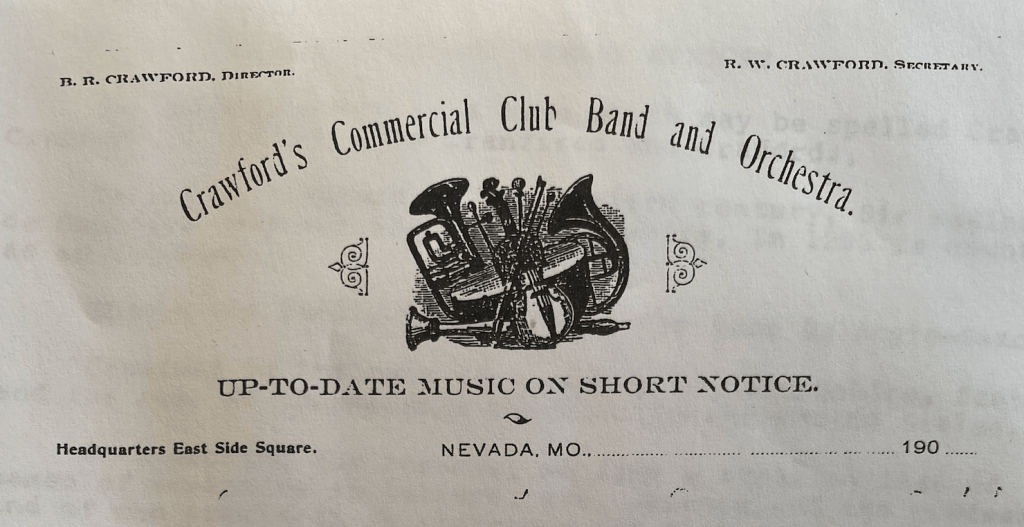 B. R. CRAWFORD, DIRECTOR.
R. W. CRAWFORD, SECRETARY.
Crawford's Commercial Club Band and Orchestra.
UP-TO-DATE MUSIC ON SHORT NOTICE.
Headquarters East Side Square.
NEVADA, MO.,........................................................ 190......